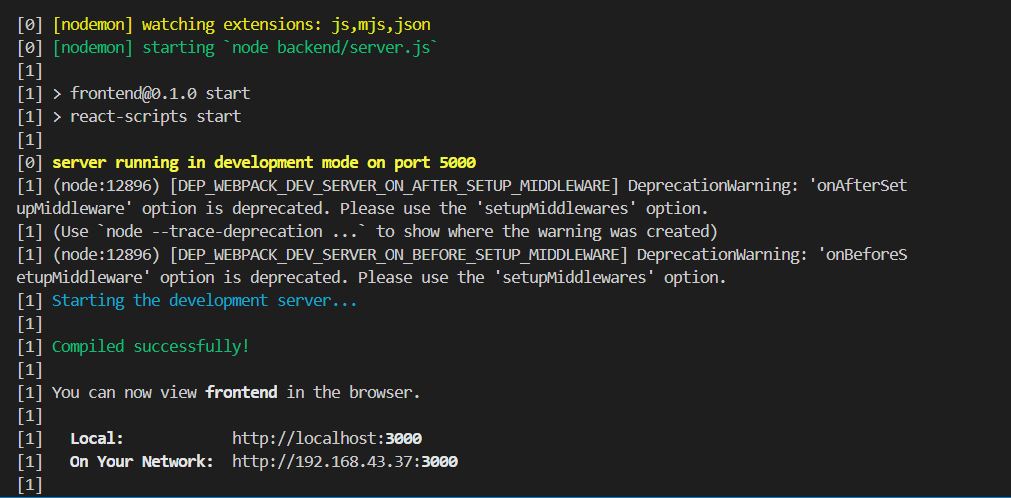 [0] [nodemon] watching extensions: js,mjs,json
[0] [nodemon] starting `node backend/server.js`
[1]
[1] > frontend@0.1.0 start
[1] > react-scripts start
[1]
[0] server running in development mode on port 5000
[1] (node:12896) [DEP_WEBPACK_DEV_SERVER_ON_AFTER_SETUP_MIDDLEWARE] DeprecationWarning: 'onAfterSet
upMiddleware' option is deprecated. Please use the 'setupMiddlewares' option.
[1] (Use `node --trace-deprecation ...` to show where the warning was created)
[1] (node:12896) [DEP_WEBPACK_DEV_SERVER_ON_BEFORE_SETUP_MIDDLEWARE] DeprecationWarning: 'onBeforeS
etupMiddleware' option is deprecated. Please use the 'setupMiddlewares' option.
[1] Starting the development server...
[1]
[1] Compiled successfully!
[1]
[1] You can now view frontend in the browser.
[1]
[1]   Local:            http://localhost:3000
[1]   On Your Network:  http://192.168.43.37:3000
[1]